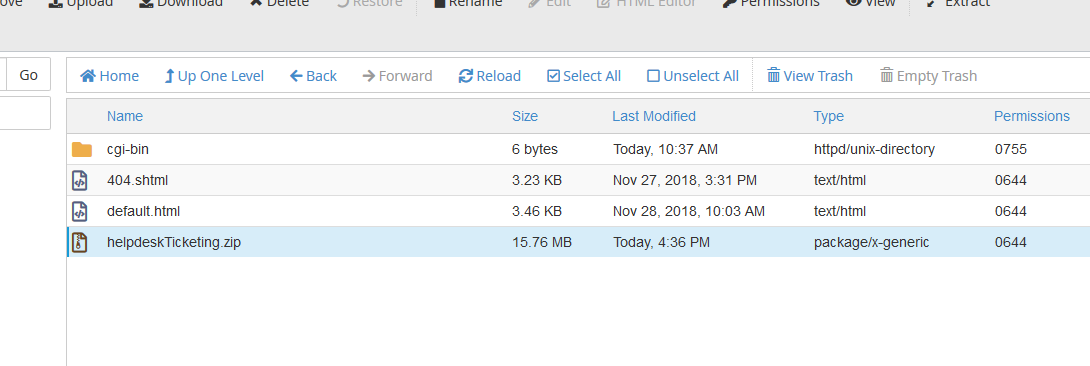 ove Upload Download Delete Restore Rename Edit HTML Editor Permissions View Extract
Go Home Up One Level Back Forward Reload Select All Unselect All View Trash Empty Trash
Name Size Last Modified Type Permissions
cgi-bin 6 bytes Today, 10:37 AM httpd/unix-directory 0755
404.shtml 3.23 KB Nov 27, 2018, 3:31 PM text/html 0644
default.html 3.46 KB Nov 28, 2018, 10:03 AM text/html 0644
helpdeskTicketing.zip 15.76 MB Today, 4:36 PM package/x-generic 0644